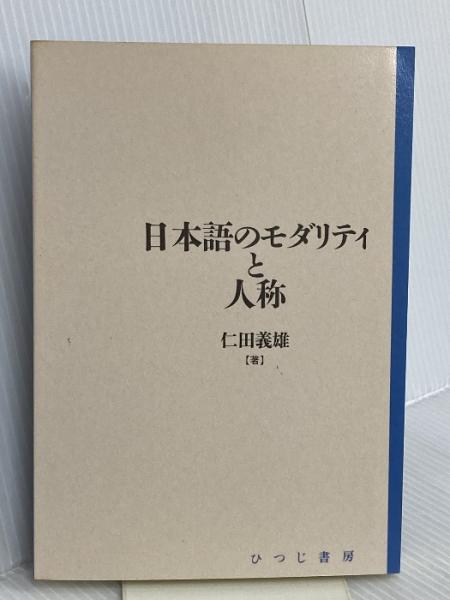 日本語のモダリティ
と
人称
仁田義雄
【著】
ひつじ書房